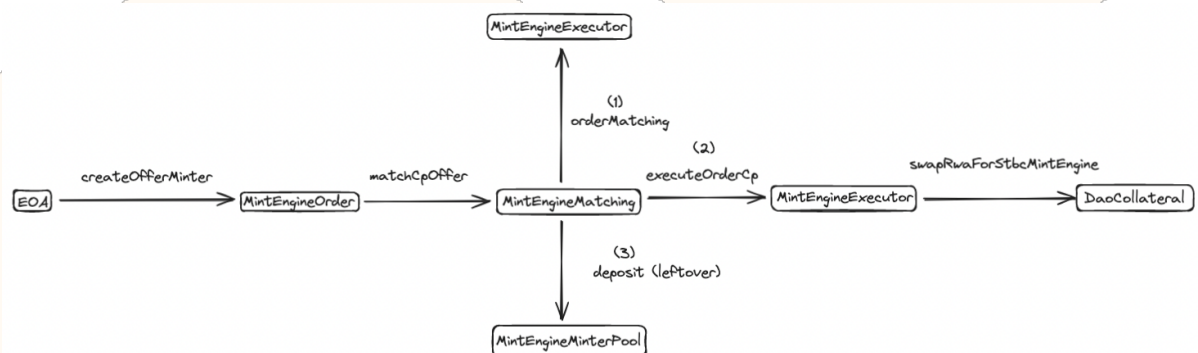 MintEngineExecutor
(1)
orderMatching
(2)
swapRwaForStbcMintEngine
createOfferMinter
matchCpOffer
executeOrderCp
EOA
MintEngineOrder
MintEngineMatching
MintEngineExecutor
DaoCollateral
(3)
deposit (leftover)
MintEngineMinterPool